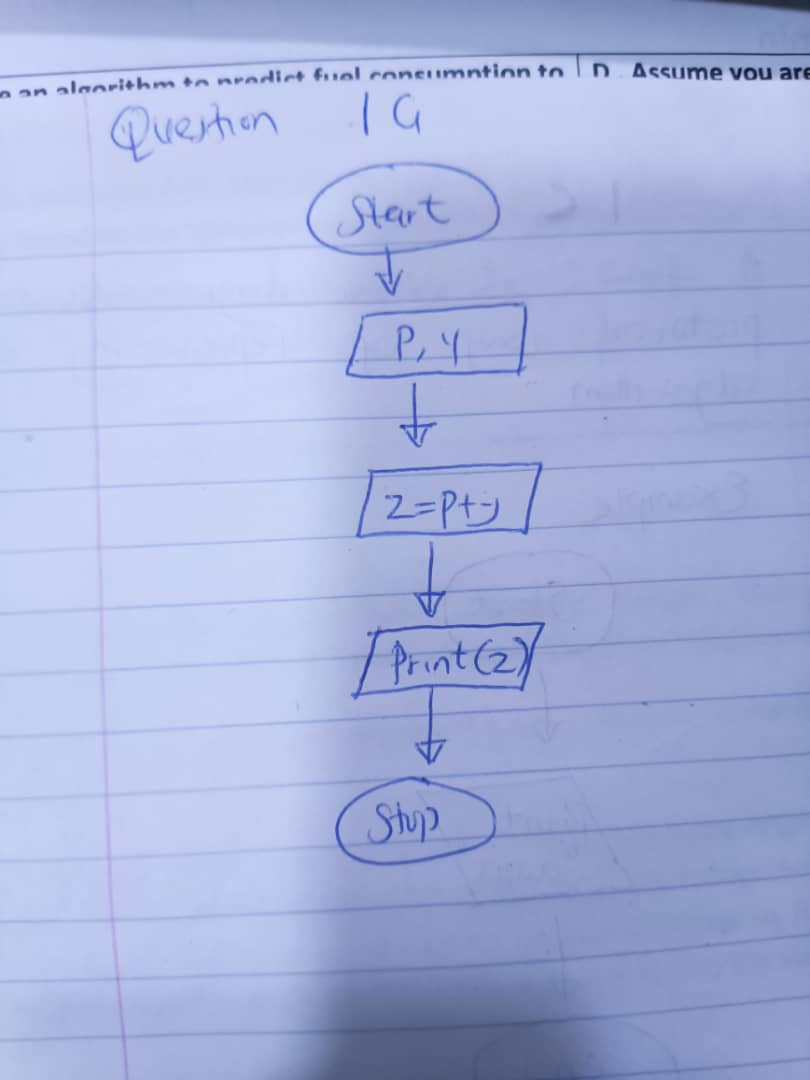 an algorithm to predict fuel consumption to D. Assume you are
Question 1G
Start
P, Y
Z=P+y
Print(z)
Stop